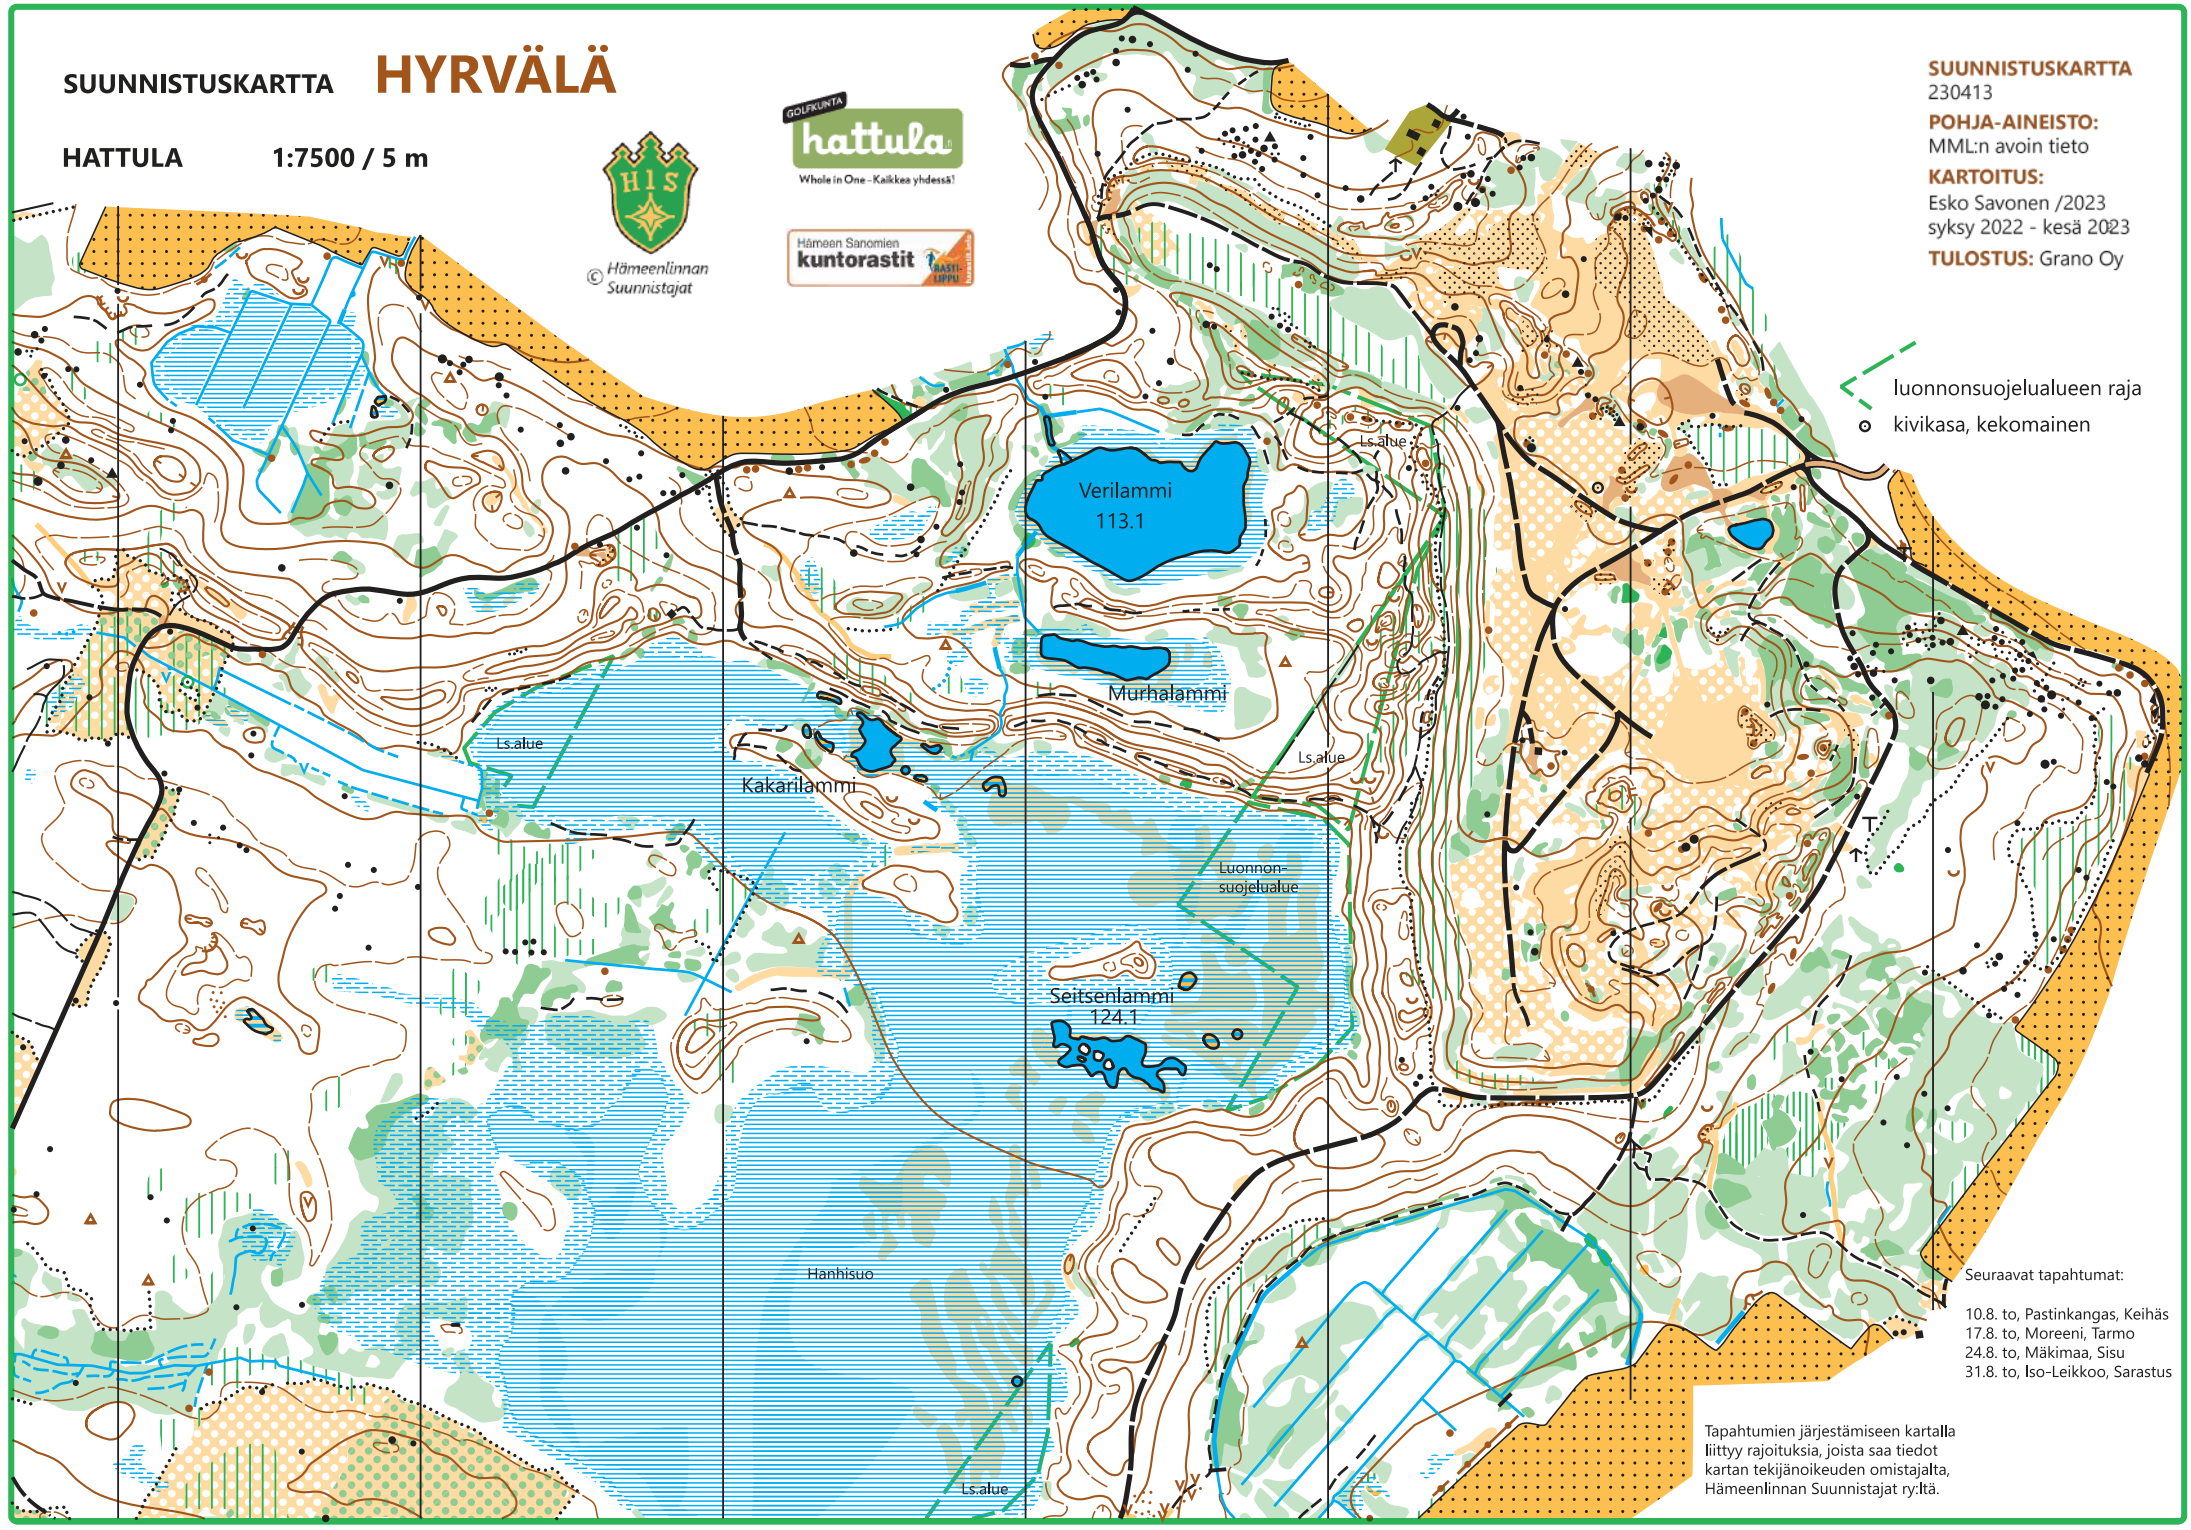 SUUNNISTUSKARTTA HYRVÄLÄ
HATTULA 1:7500 / 5 m
H1S
© Hämeenlinnan
Suunnistajat
GOLFKUNTA
hattula.fi
Whole in One – Kaikkea yhdessä!
Hämeen Sanomien
kuntorastit
RASTI-
LIPPU
SUUNNISTUSKARTTA
230413
POHJA-AINEISTO:
MML:n avoin tieto
KARTOITUS:
Esko Savonen /2023
syksy 2022 - kesä 2023
TULOSTUS: Grano Oy
luonnonsuojelualueen raja
kivikasa, kekomainen
Ls.alue
Verilammi
113.1
Murhalammi
Ls.alue
Ls.alue
Kakarilammi
Luonnon-
suojelualue
Seitsenlammi
124.1
Hanhisuo
Ls.alue
Seuraavat tapahtumat:
10.8. to, Pastinkangas, Keihäs
17.8. to, Moreeni, Tarmo
24.8. to, Mäkimaa, Sisu
31.8. to, Iso-Leikkoo, Sarastus
Tapahtumien järjestämiseen kartalla
liittyy rajoituksia, joista saa tiedot
kartan tekijänoikeuden omistajalta,
Hämeenlinnan Suunnistajat ry:ltä.